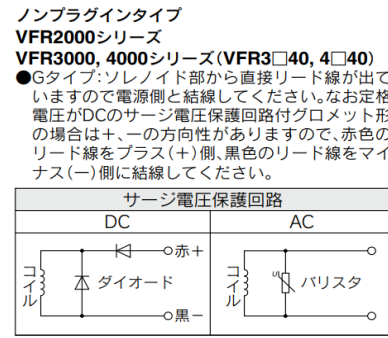 ノンプラグインタイプ
VFR2000シリーズ
VFR3000, 4000シリーズ(VFR3□40, 4□40)
●Gタイプ:ソレノイド部から直接リード線が出て
いますので電源側と結線してください。なお定格
電圧がDCのサージ電圧保護回路付グロメット形
の場合は+、−の方向性がありますので、赤色の
リード線をプラス(+)側、黒色のリード線をマイ
ナス(−)側に結線してください。
サージ電圧保護回路
DC AC
赤+
コイル ダイオード
黒−
コイル バリスタ